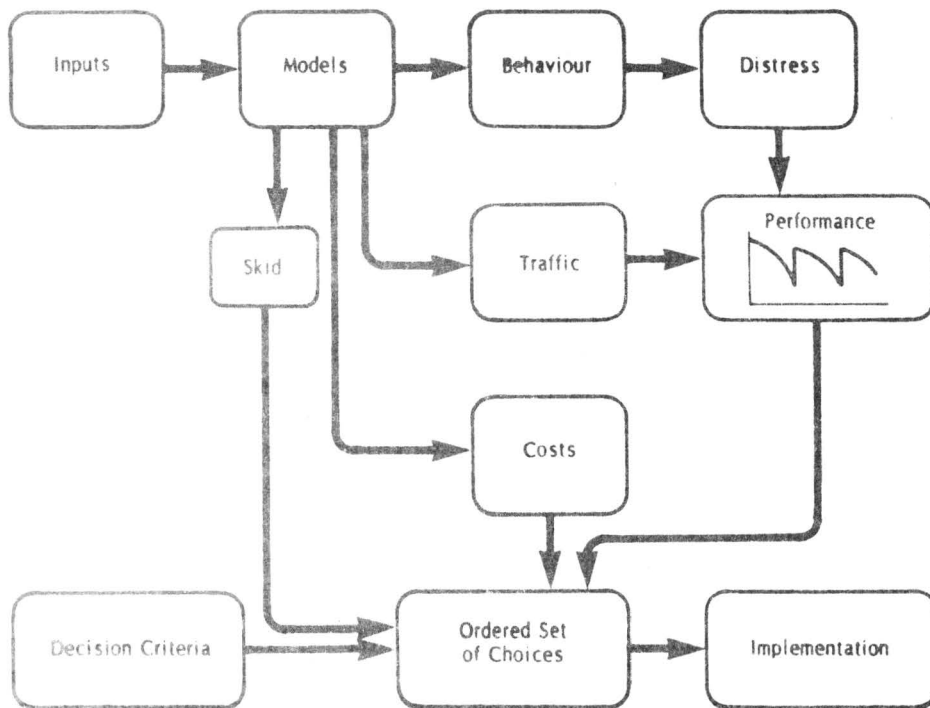 Inputs
Models
Behaviour
Distress
Skid
Traffic
Performance
Costs
Decision Criteria
Ordered Set
of Choices
Implementation